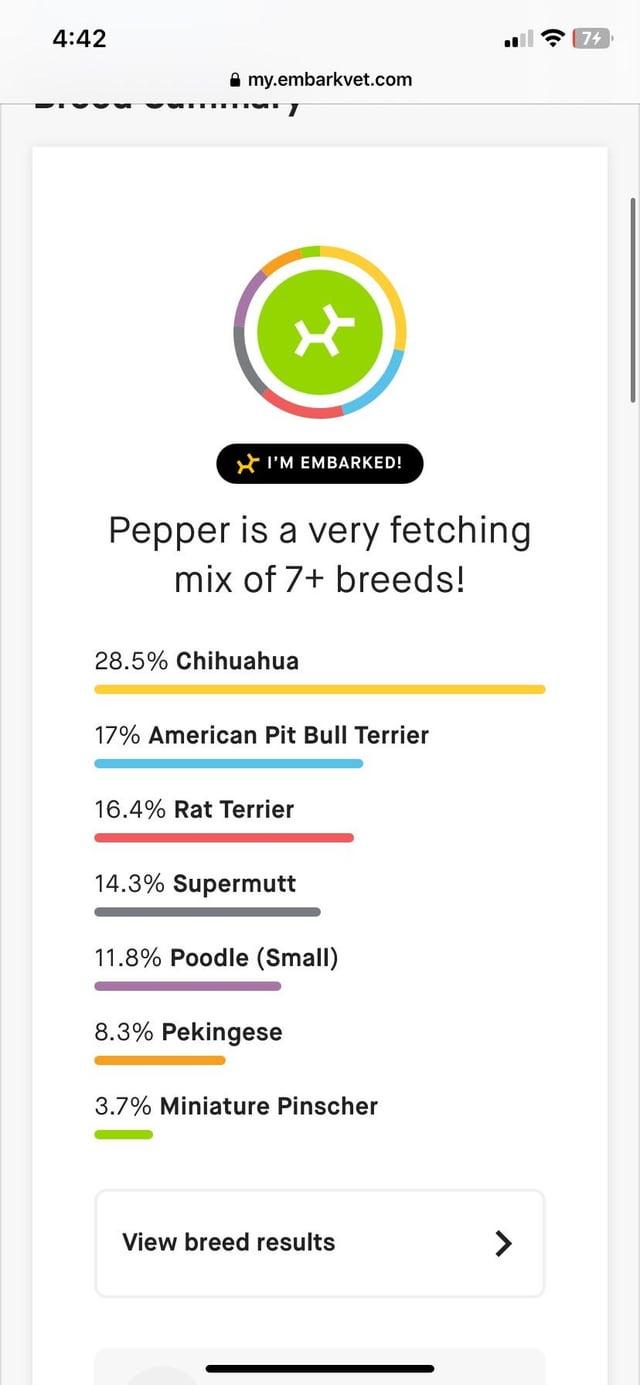 4:42
74
my.embarkvet.com
I'M EMBARKED!
Pepper is a very fetching
mix of 7+ breeds!
28.5% Chihuahua
17% American Pit Bull Terrier
16.4% Rat Terrier
14.3% Supermutt
11.8% Poodle (Small)
8.3% Pekingese
3.7% Miniature Pinscher
View breed results